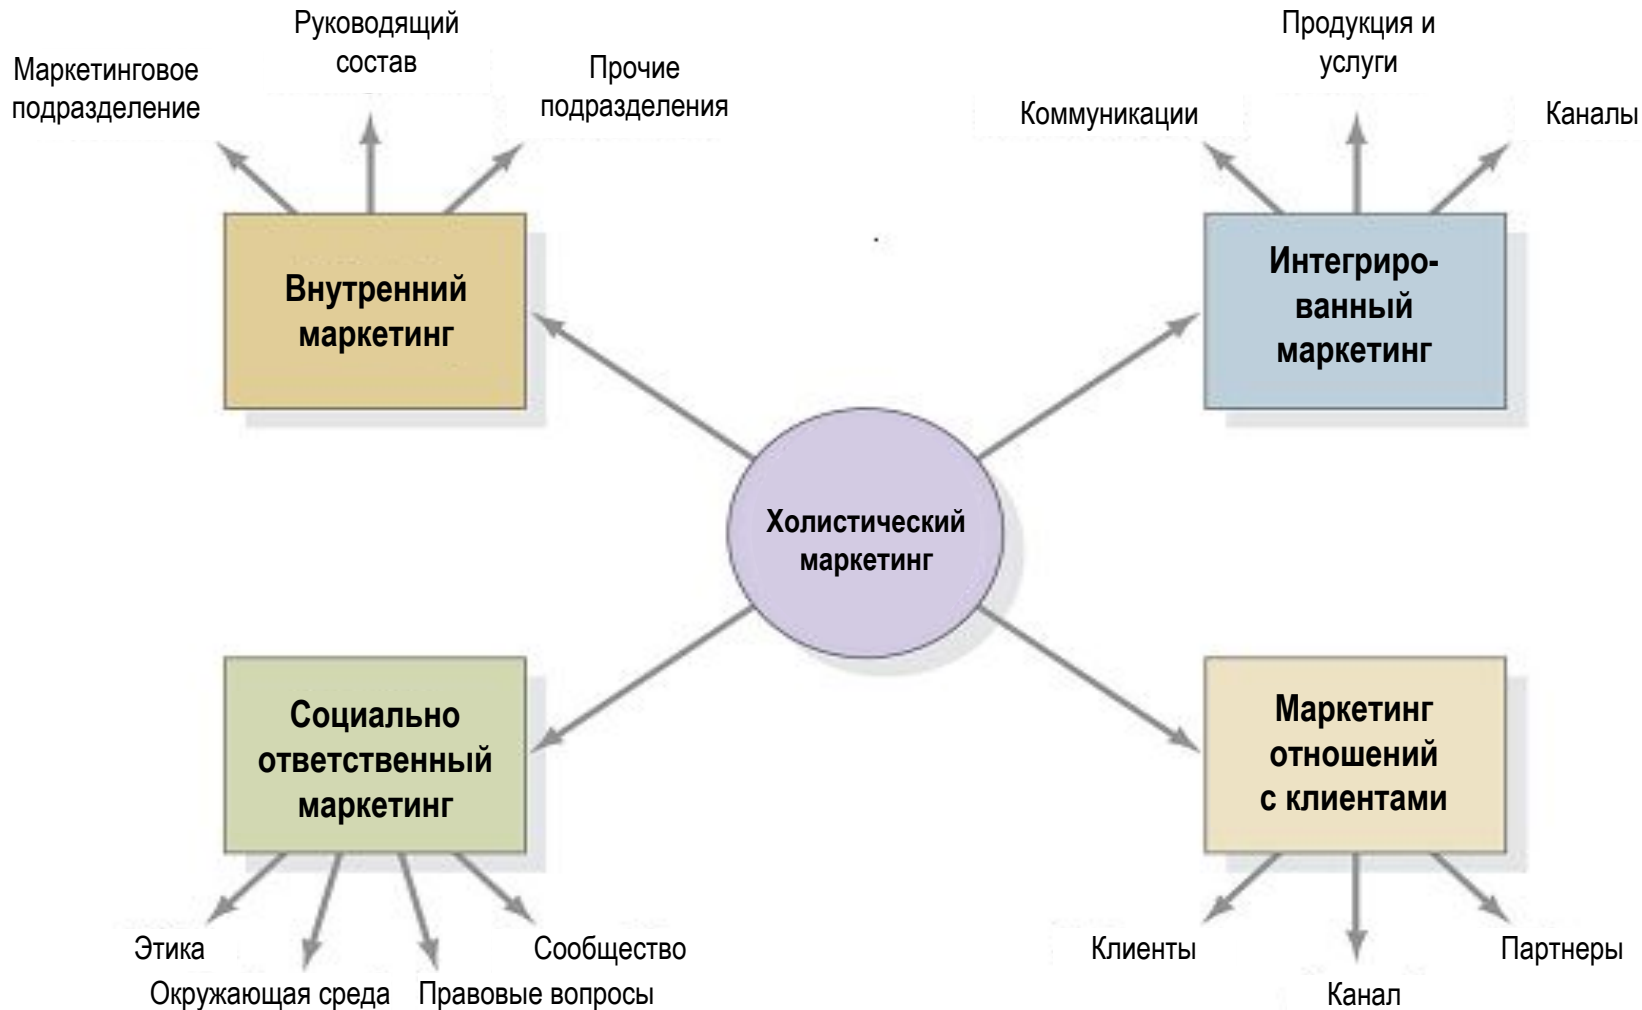 Руководящий
состав
Маркетинговое
подразделение
Прочие
подразделения
Внутренний
маркетинг
Продукция и
услуги
Коммуникации
Каналы
Интегриро-
ванный
маркетинг
Холистический
маркетинг
Социально
ответственный
маркетинг
Этика
Окружающая среда
Правовые вопросы
Сообщество
Маркетинг
отношений
с клиентами
Клиенты
Канал
Партнеры